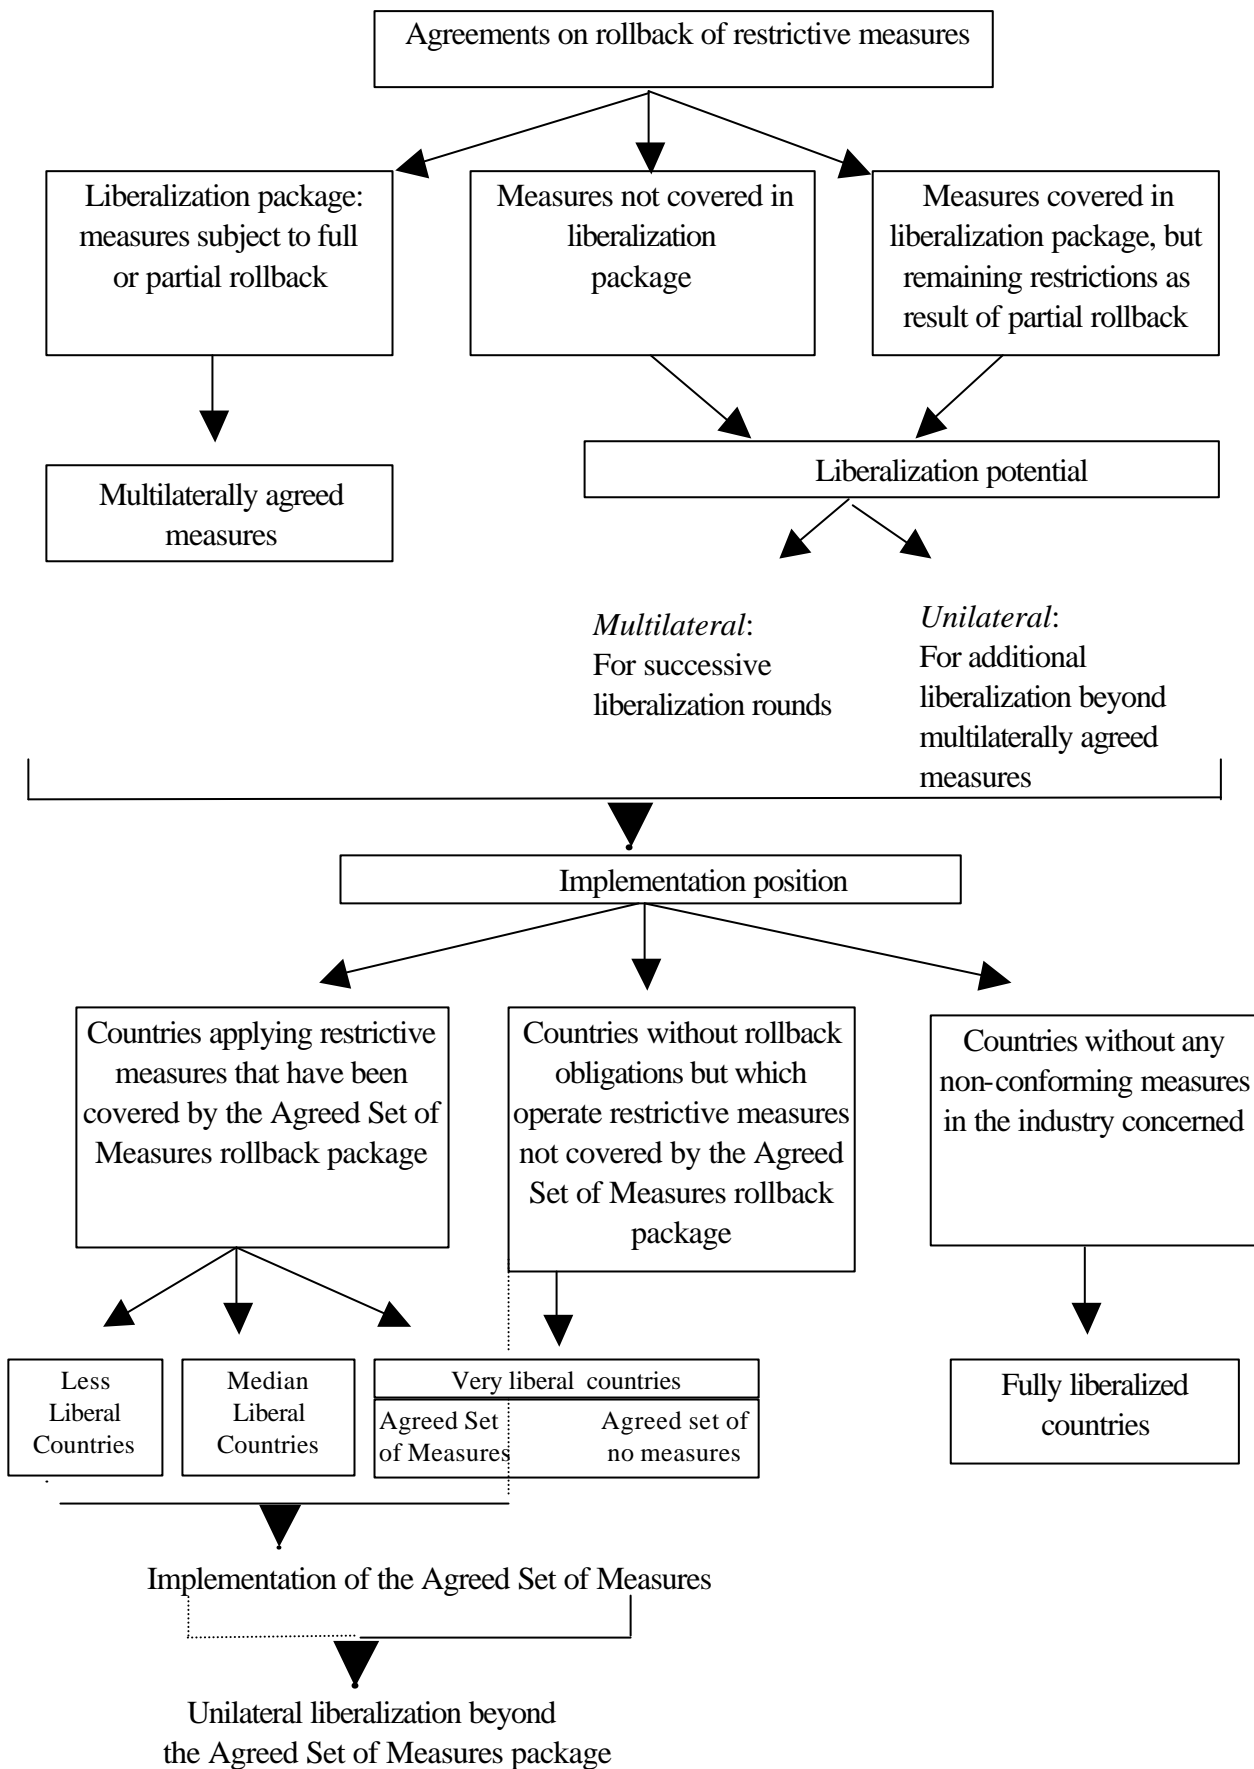 Agreements on rollback of restrictive measures
Liberalization package:
measures subject to full
or partial rollback
Measures not covered in
liberalization
package
Measures covered in
liberalization package, but
remaining restrictions as
result of partial rollback
Multilaterally agreed
measures
Liberalization potential
Multilateral:
For successive
liberalization rounds
Unilateral:
For additional
liberalization beyond
multilaterally agreed
measures
Implementation position
Countries applying restrictive
measures that have been
covered by the Agreed Set of
Measures rollback package
Countries without rollback
obligations but which
operate restrictive measures
not covered by the Agreed
Set of Measures rollback
package
Countries without any
non-conforming measures
in the industry concerned
Less
Liberal
Countries
Median
Liberal
Countries
Very liberal countries
Agreed Set
of Measures
Agreed set of
no measures
Fully liberalized
countries
Implementation of the Agreed Set of Measures
Unilateral liberalization beyond
the Agreed Set of Measures package